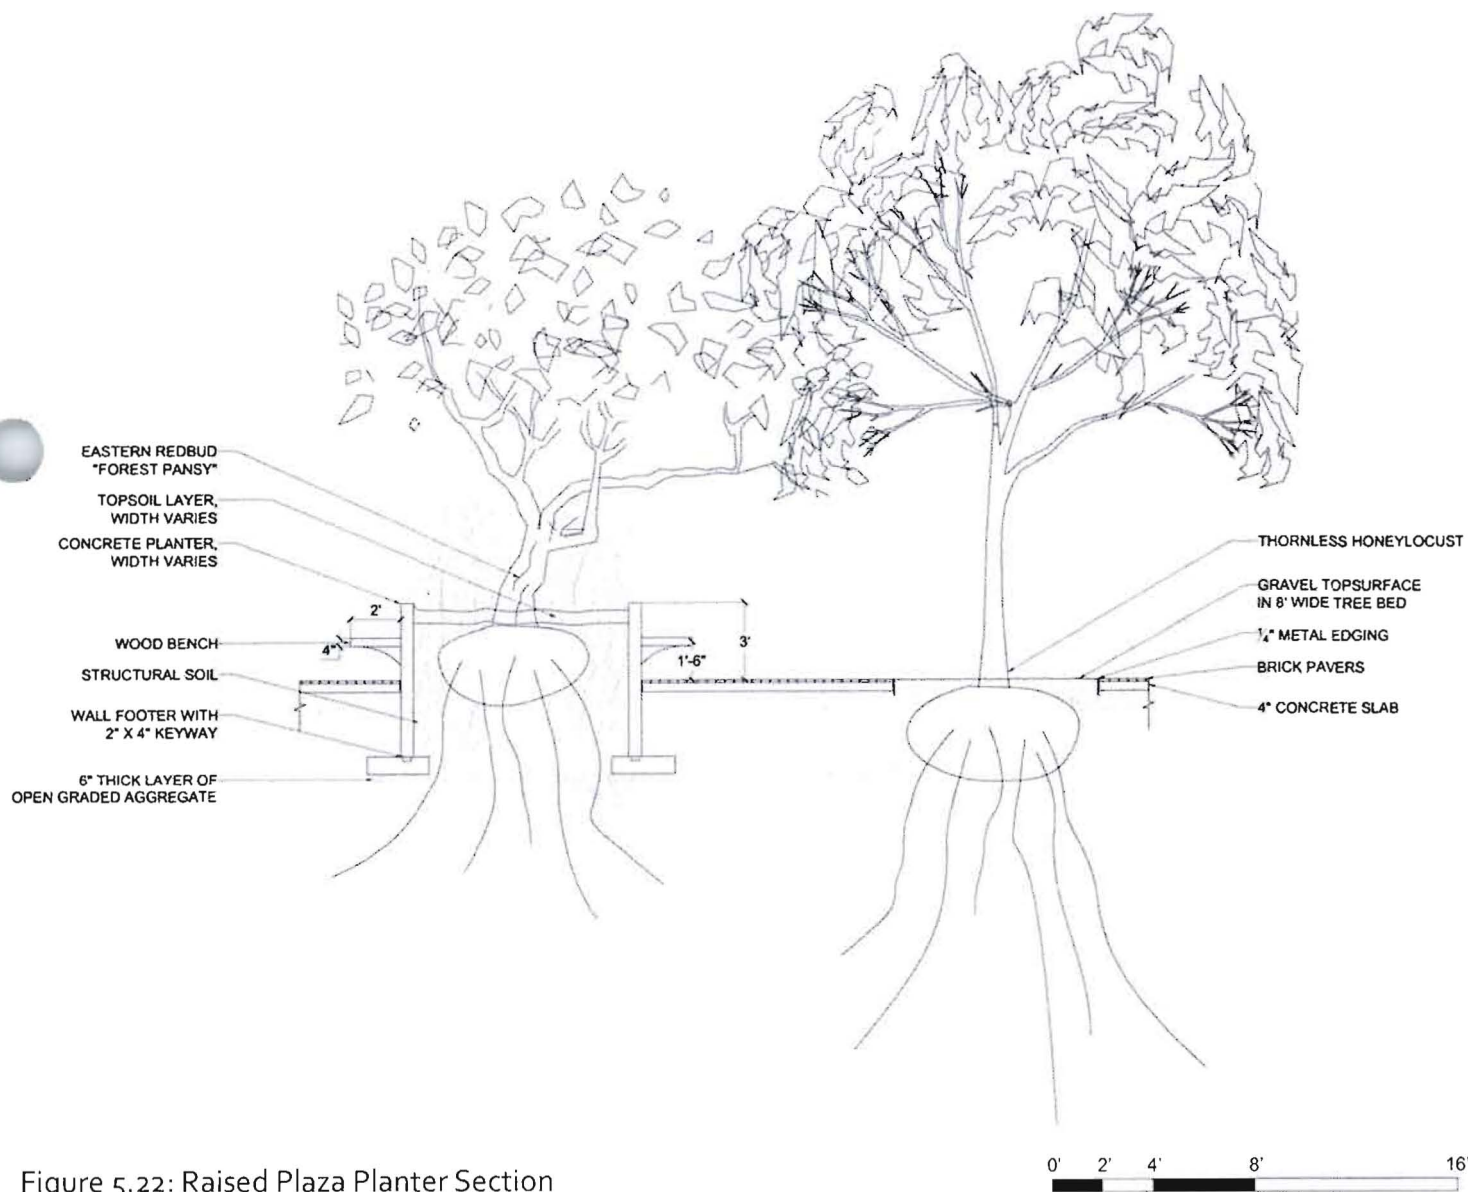 EASTERN REDBUD
"FOREST PANSY"
TOPSOIL LAYER,
WIDTH VARIES
CONCRETE PLANTER,
WIDTH VARIES
2'
WOOD BENCH
4"
STRUCTURAL SOIL
WALL FOOTER WITH
2" X 4" KEYWAY
6" THICK LAYER OF
OPEN GRADED AGGREGATE
3'
1'-6"
THORNLESS HONEYLOCUST
GRAVEL TOPSURFACE
IN 8' WIDE TREE BED
1/4" METAL EDGING
BRICK PAVERS
4" CONCRETE SLAB
0' 2' 4' 8' 16'
Figure 5.22: Raised Plaza Planter Section